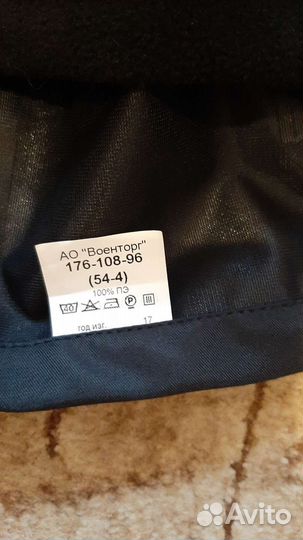 АО "Военторг"
176-108-96
(54-4)
100% ПЭ
40 P
год изг. 17
Avito